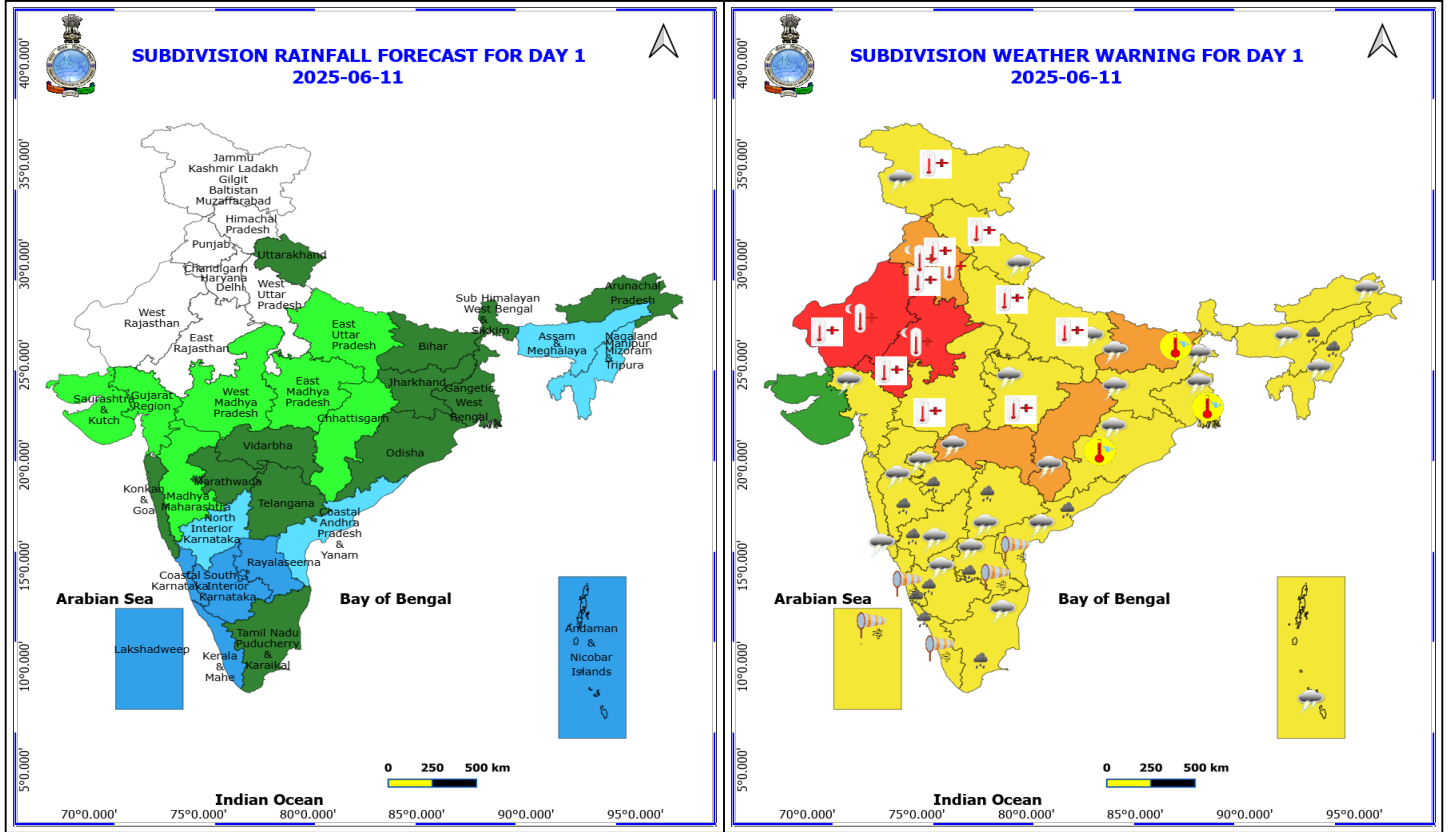 SUBDIVISION RAINFALL FORECAST FOR DAY 1
2025-06-11
40°0.000'
35°0.000'
30°0.000'
25°0.000'
20°0.000'
15°0.000'
10°0.000'
5°0.000'
Jammu
Kashmir Ladakh
Gilgit
Baltistan
Muzaffarabad
Himachal
Pradesh
Punjab
Uttarakhand
Chandigarh
Haryana
Delhi
West
Uttar
Pradesh
West
Rajasthan
East
Rajasthan
East
Uttar
Pradesh
Sub Himalayan
West Bengal
&
Sikkim
Arunachal
Pradesh
Assam
&
Meghalaya
Nagaland
Manipur
Mizoram
&
Tripura
Bihar
Jharkhand
Gangetic
West
Bengal
Saurashtra
&
Kutch
Gujarat
Region
West
Madhya
Pradesh
East
Madhya
Pradesh
Chhattisgarh
Odisha
Vidarbha
Marathwada
Konkan
&
Goa
Madhya
Maharashtra
Telangana
North
Interior
Karnataka
Coastal
Andhra
Pradesh
&
Yanam
Rayalaseema
Coastal
Karnataka
South
Interior
Karnataka
Arabian Sea
Bay of Bengal
Lakshadweep
Kerala
&
Mahe
Tamil Nadu
Puducherry
&
Karaikal
Andaman
&
Nicobar
Islands
0 250 500 km
Indian Ocean
70°0.000' 75°0.000' 80°0.000' 85°0.000' 90°0.000' 95°0.000'
SUBDIVISION WEATHER WARNING FOR DAY 1
2025-06-11
40°0.000'
35°0.000'
30°0.000'
25°0.000'
20°0.000'
15°0.000'
10°0.000'
5°0.000'
Arabian Sea
Bay of Bengal
0 250 500 km
Indian Ocean
70°0.000' 75°0.000' 80°0.000' 85°0.000' 90°0.000' 95°0.000'